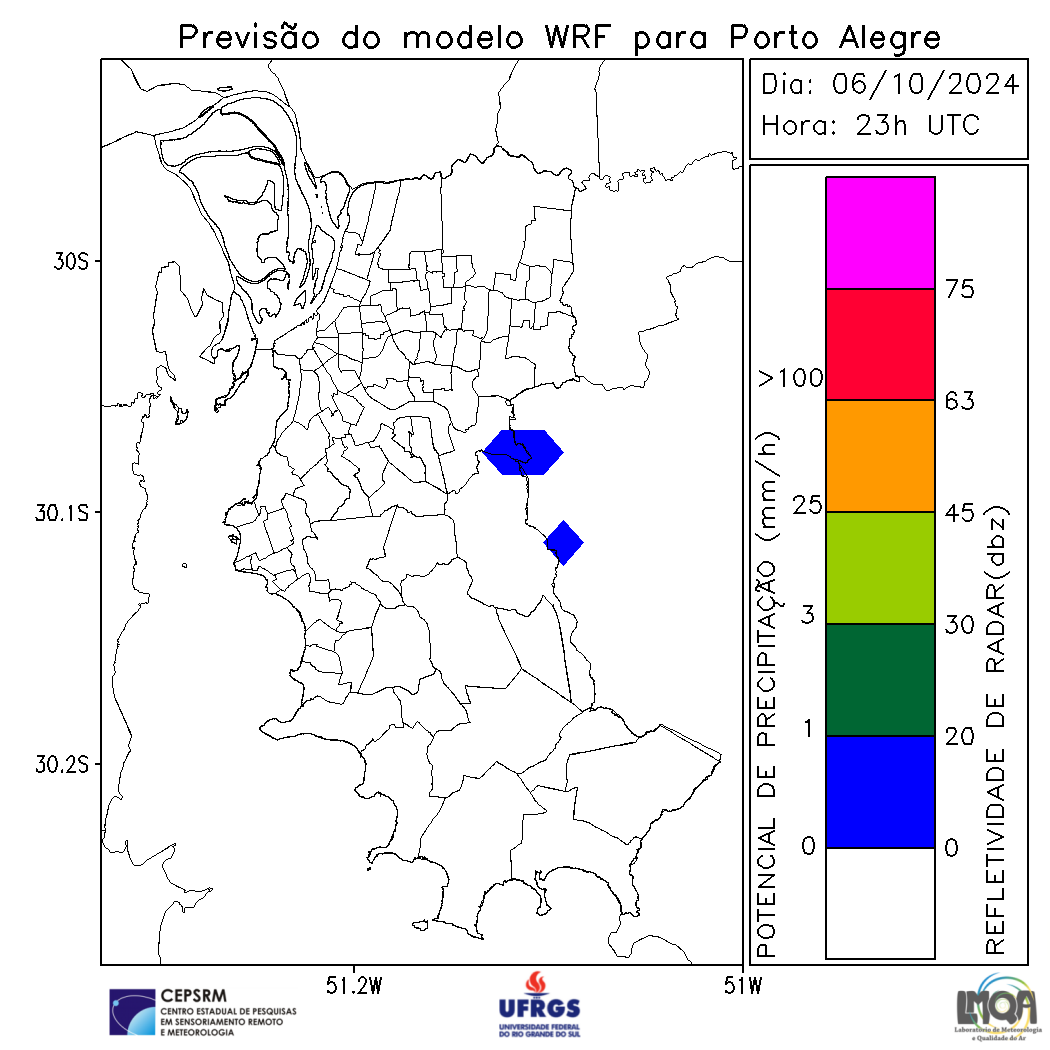 Previsão do modelo WRF para Porto Alegre
Dia: 06/10/2024
Hora: 23h UTC
30S
30.1S
30.2S
51.2W
51W
POTENCIAL DE PRECIPITAÇÃO (mm/h)
>100
25
3
1
0
75
63
45
30
20
0
REFLETIVIDADE DE RADAR(dbz)
CEPSRM
CENTRO ESTADUAL DE PESQUISAS
EM SENSORIAMENTO REMOTO
E METEOROLOGIA
UFRGS
UNIVERSIDADE FEDERAL
DO RIO GRANDE DO SUL
LMQA
Laboratório de Meteorologia
e Qualidade do Ar